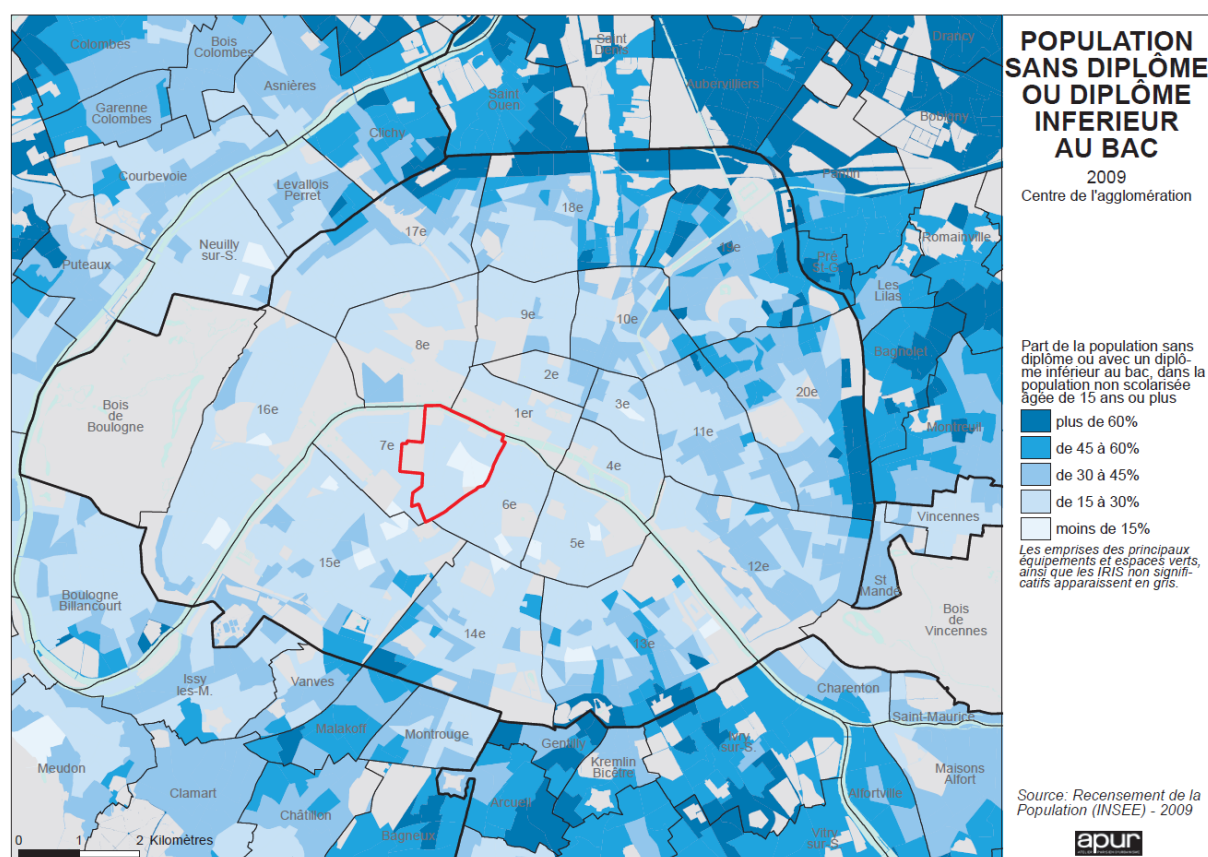 POPULATION
SANS DIPLÔME
OU DIPLÔME
INFERIEUR
AU BAC
2009
Centre de l'agglomération
Part de la population sans
diplôme ou avec un diplô-
me inférieur au bac, dans la
population non scolarisée
âgée de 15 ans ou plus
plus de 60%
de 45 à 60%
de 30 à 45%
de 15 à 30%
moins de 15%
Les emprises des principaux
équipements et espaces verts,
ainsi que les IRIS non signifi-
catifs apparaissent en gris.
Source: Recensement de la
Population (INSEE) - 2009
apur
Colombes
Bois
Colombes
Asnières
Garenne
Colombes
Clichy
Saint
Ouen
Saint
Denis
Aubervilliers
Drancy
Bobigny
Pantin
Courbevoie
Levallois
Perret
Neuilly
sur-S.
Puteaux
17e
18e
19e
Pré
St-G.
Romainville
Les
Lilas
Bagnolet
Montreuil
8e
9e
10e
2e
3e
1er
4e
11e
20e
Bois
de
Boulogne
16e
7e
6e
5e
15e
14e
13e
12e
Vincennes
St
Mandé
Bois
de
Vincennes
Boulogne
Billancourt
Issy
les-M.
Vanves
Malakoff
Montrouge
Gentilly
Kremlin
Bicêtre
Ivry
sur-S.
Charenton
Saint-Maurice
Maisons
Alfort
Alfortville
Vitry
sur-S
Arcueil
Bagneux
Châtillon
Clamart
Meudon
0 1 2 Kilomètres